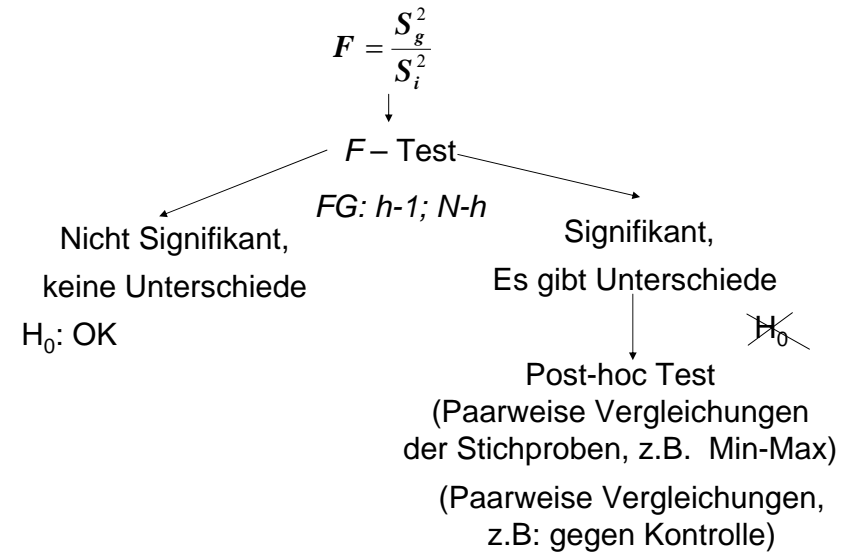 F = S_g^2 / S_i^2
F – Test
FG: h-1; N-h
Nicht Signifikant,
keine Unterschiede
H₀: OK
Signifikant,
Es gibt Unterschiede
H₀
Post-hoc Test
(Paarweise Vergleichungen
der Stichproben, z.B. Min-Max)
(Paarweise Vergleichungen,
z.B: gegen Kontrolle)